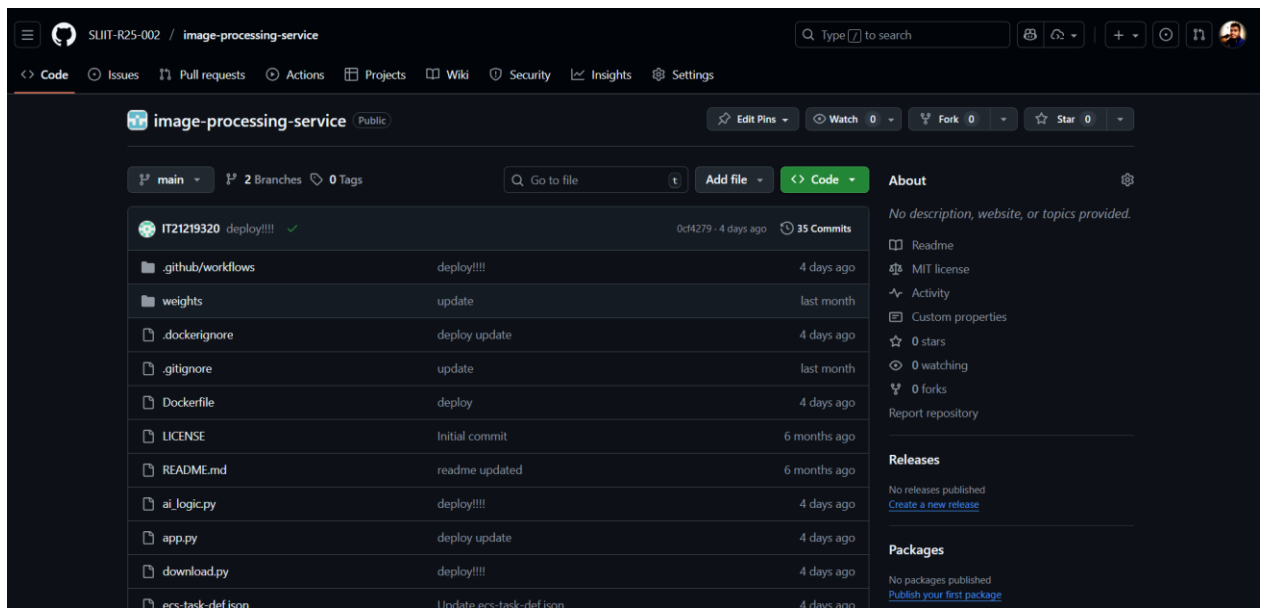 SLIIT-R25-002 / image-processing-service
Type / to search
Code Issues Pull requests Actions Projects Wiki Security Insights Settings
image-processing-service Public
Edit Pins Watch 0 Fork 0 Star 0
main 2 Branches 0 Tags
Go to file t Add file Code
IT21219320 deploy!!!! 0cf4279 · 4 days ago 35 Commits
.github/workflows deploy!!!! 4 days ago
weights update last month
.dockerignore deploy update 4 days ago
.gitignore update last month
Dockerfile deploy 4 days ago
LICENSE Initial commit 6 months ago
README.md readme updated 6 months ago
ai_logic.py deploy!!!! 4 days ago
app.py deploy update 4 days ago
download.py deploy!!!! 4 days ago
ecs-task-def.json Update ecs-task-def.json 4 days ago
About
No description, website, or topics provided.
Readme
MIT license
Activity
Custom properties
0 stars
0 watching
0 forks
Report repository
Releases
No releases published
Create a new release
Packages
No packages published
Publish your first package